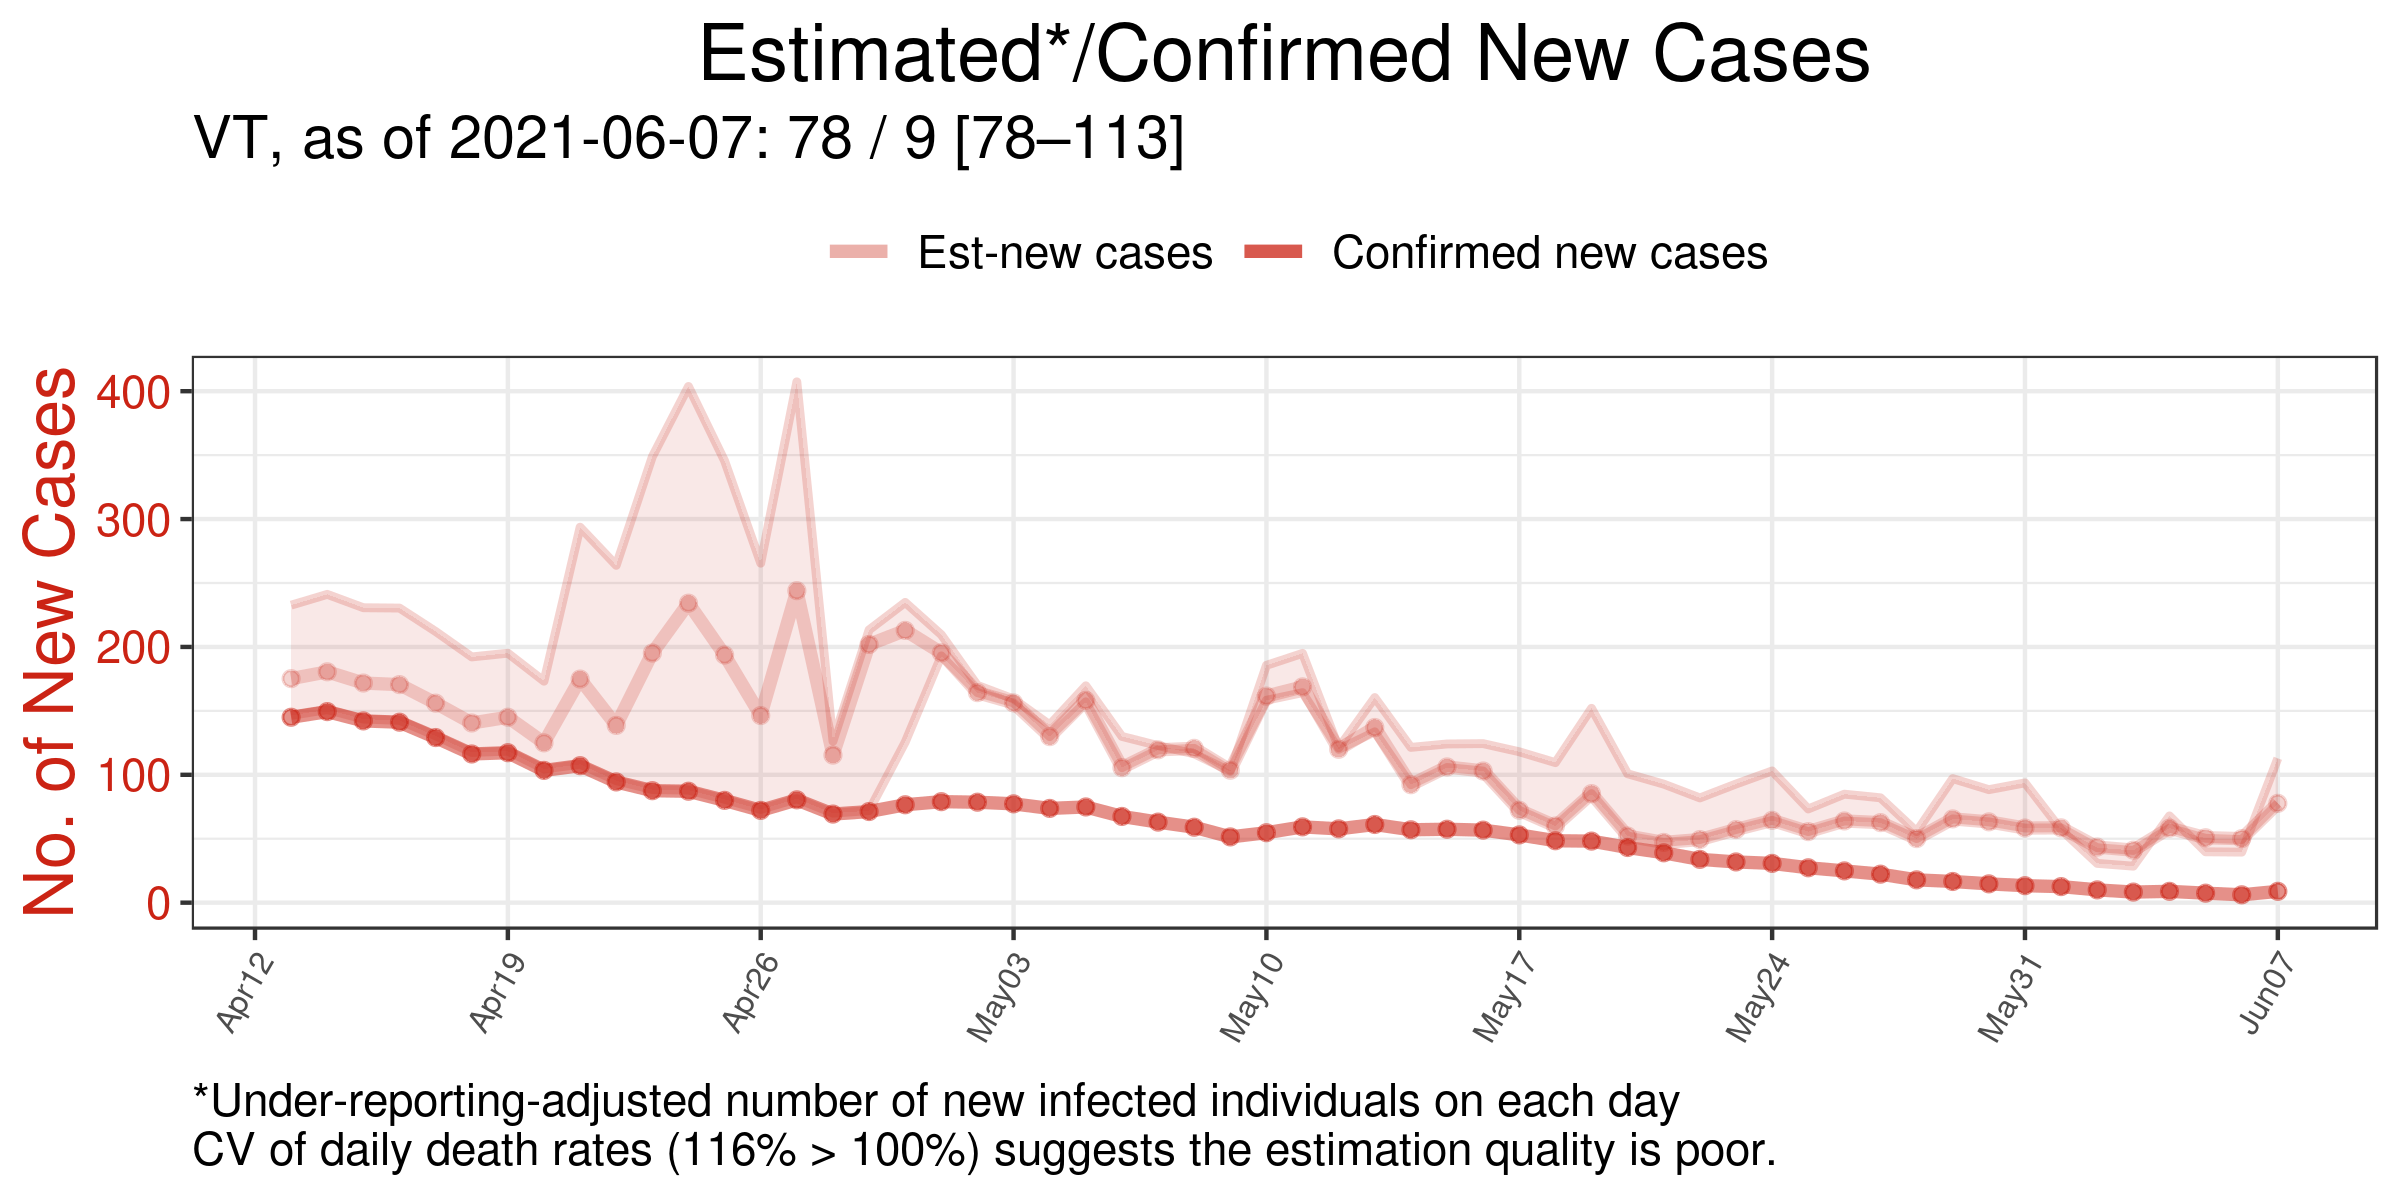 Estimated*/Confirmed New Cases
VT, as of 2021-06-07: 78 / 9 [78–113]
Est-new cases
Confirmed new cases
No. of New Cases
400
300
200
100
0
Apr12
Apr19
Apr26
May03
May10
May17
May24
May31
Jun07
*Under-reporting-adjusted number of new infected individuals on each day
CV of daily death rates (116% > 100%) suggests the estimation quality is poor.